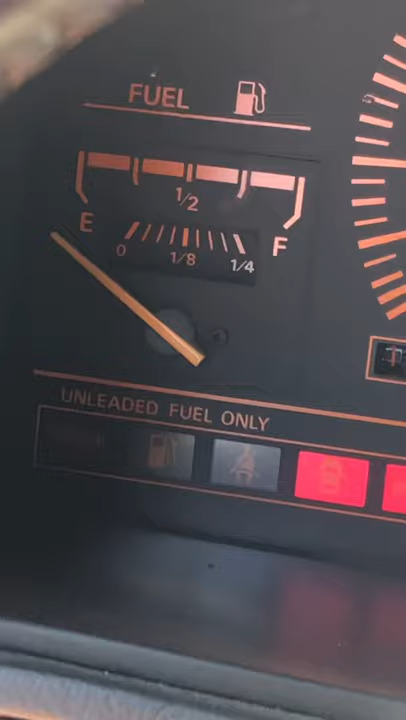 FUEL
1/2
E
F
0
1/8
1/4
UNLEADED FUEL ONLY